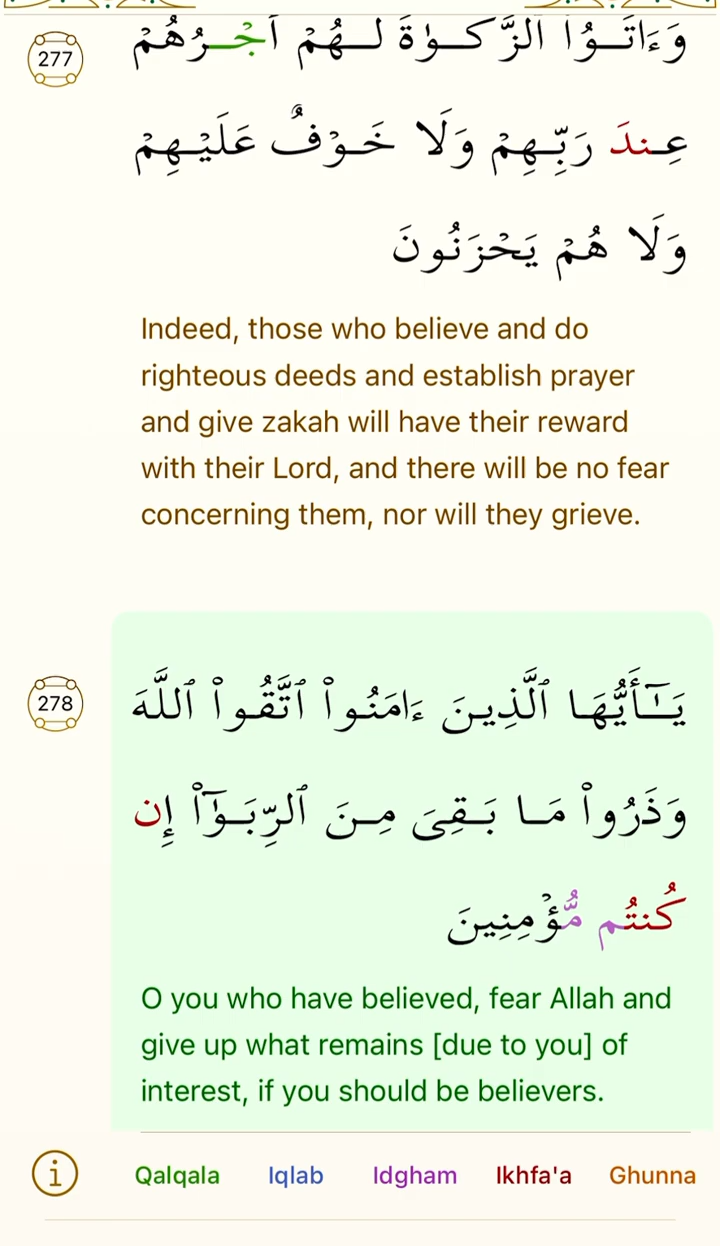 277
وَءَاتَوُا۟ الزَّكَوٰةَ لَهُمْ أَجْرُهُمْ
عِندَ رَبِّهِمْ وَلَا خَوْفٌ عَلَيْهِمْ
وَلَا هُمْ يَحْزَنُونَ
Indeed, those who believe and do
righteous deeds and establish prayer
and give zakah will have their reward
with their Lord, and there will be no fear
concerning them, nor will they grieve.
278
يَـٰٓأَيُّهَا ٱلَّذِينَ ءَامَنُوا۟ ٱتَّقُوا۟ ٱللَّهَ
وَذَرُوا۟ مَا بَقِىَ مِنَ ٱلرِّبَوٰٓا۟ إِن
كُنتُم مُّؤْمِنِينَ
O you who have believed, fear Allah and
give up what remains [due to you] of
interest, if you should be believers.
i Qalqala Iqlab Idgham Ikhfa'a Ghunna